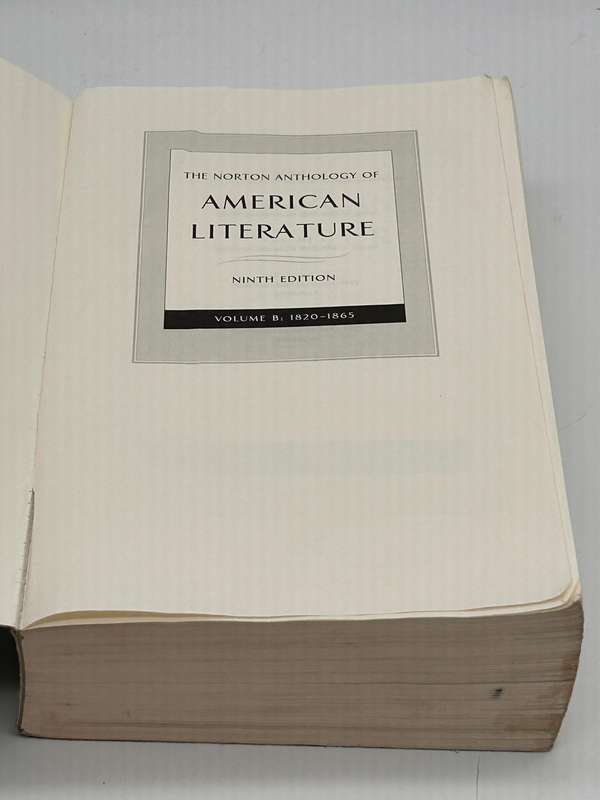 THE NORTON ANTHOLOGY OF
AMERICAN
LITERATURE
NINTH EDITION
VOLUME B: 1820–1865